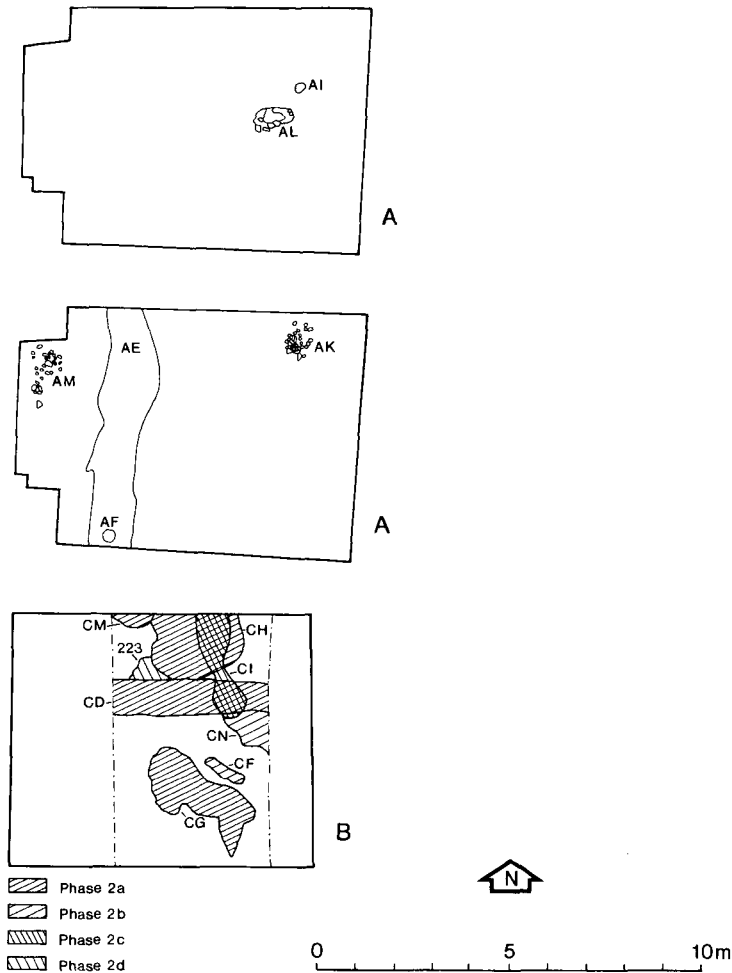 AI
AL
A
AE
AK
AM
AF
A
CM
CH
223
CI
CD
CN
CF
CG
B
Phase 2a
N
Phase 2b
Phase 2c
Phase 2d
0 5 10m